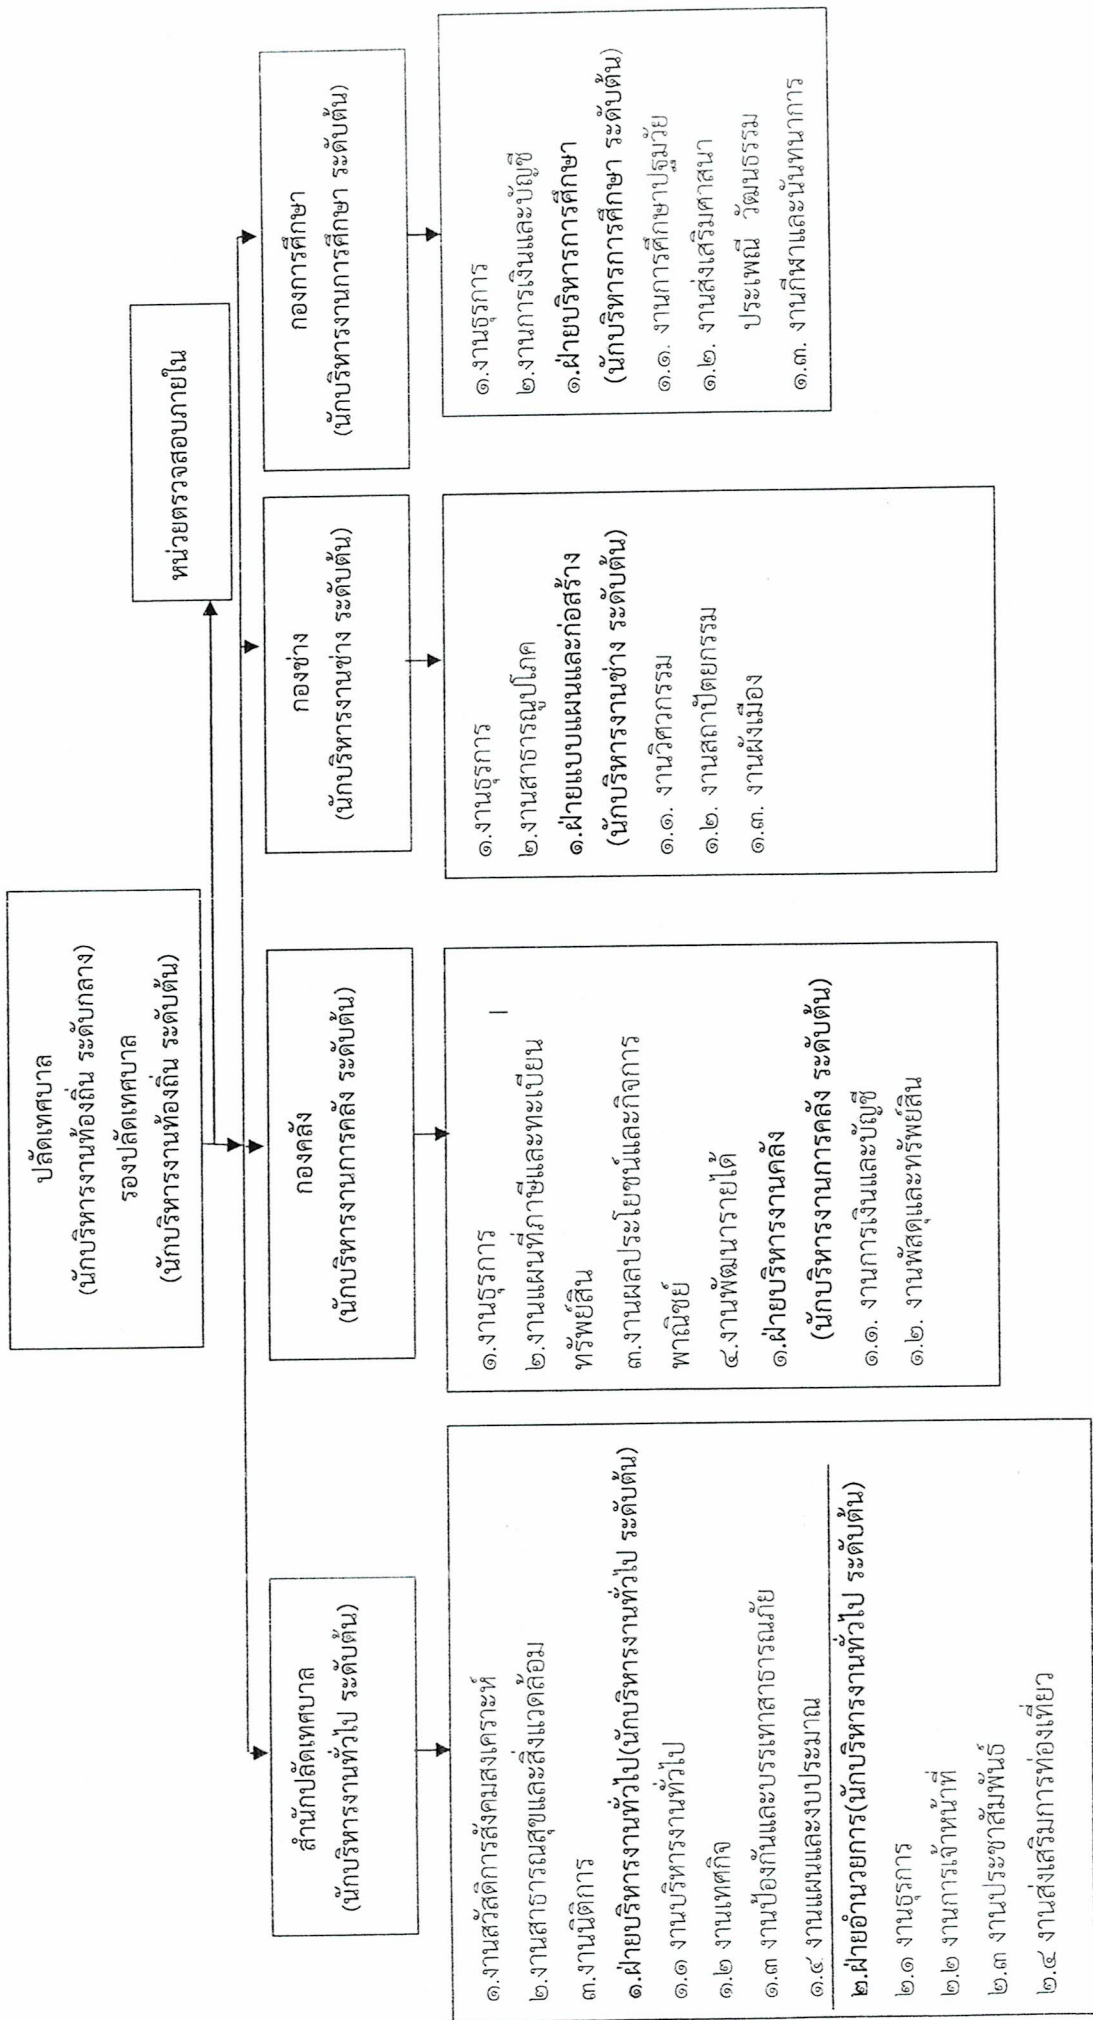 ปลัดเทศบาล
(นักบริหารงานท้องถิ่น ระดับกลาง)
รองปลัดเทศบาล
(นักบริหารงานท้องถิ่น ระดับต้น)
หน่วยตรวจสอบภายใน
สำนักปลัดเทศบาล
(นักบริหารงานทั่วไป ระดับต้น)
กองคลัง
(นักบริหารงานการคลัง ระดับต้น)
กองช่าง
(นักบริหารงานช่าง ระดับต้น)
กองการศึกษา
(นักบริหารงานการศึกษา ระดับต้น)
๑.งานสวัสดิการสังคมสงเคราะห์
๒.งานสาธารณสุขและสิ่งแวดล้อม
๓.งานนิติการ
๑.ฝ่ายบริหารงานทั่วไป(นักบริหารงานทั่วไป ระดับต้น)
๑.๑ งานบริหารงานทั่วไป
๑.๒ งานเทศกิจ
๑.๓ งานป้องกันและบรรเทาสาธารณภัย
๑.๔ งานแผนและงบประมาณ
๒.ฝ่ายอำนวยการ(นักบริหารงานทั่วไป ระดับต้น)
๒.๑ งานธุรการ
๒.๒ งานการเจ้าหน้าที่
๒.๓ งานประชาสัมพันธ์
๒.๔ งานส่งเสริมการท่องเที่ยว
๑.งานธุรการ
๒.งานแผนที่ภาษีและทะเบียน
ทรัพย์สิน
๓.งานผลประโยชน์และกิจการ
พาณิชย์
๔.งานพัฒนารายได้
๑.ฝ่ายบริหารงานคลัง
(นักบริหารงานการคลัง ระดับต้น)
๑.๑. งานการเงินและบัญชี
๑.๒. งานพัสดุและทรัพย์สิน
๑.งานธุรการ
๒.งานสาธารณูปโภค
๑.ฝ่ายแบบแผนและก่อสร้าง
(นักบริหารงานช่าง ระดับต้น)
๑.๑. งานวิศวกรรม
๑.๒. งานสถาปัตยกรรม
๑.๓. งานผังเมือง
๑.งานธุรการ
๒.งานการเงินและบัญชี
๑.ฝ่ายบริหารการศึกษา
(นักบริหารการศึกษา ระดับต้น)
๑.๑. งานการศึกษาปฐมวัย
๑.๒. งานส่งเสริมศาสนา
ประเพณี วัฒนธรรม
๑.๓. งานกีฬาและนันทนาการ